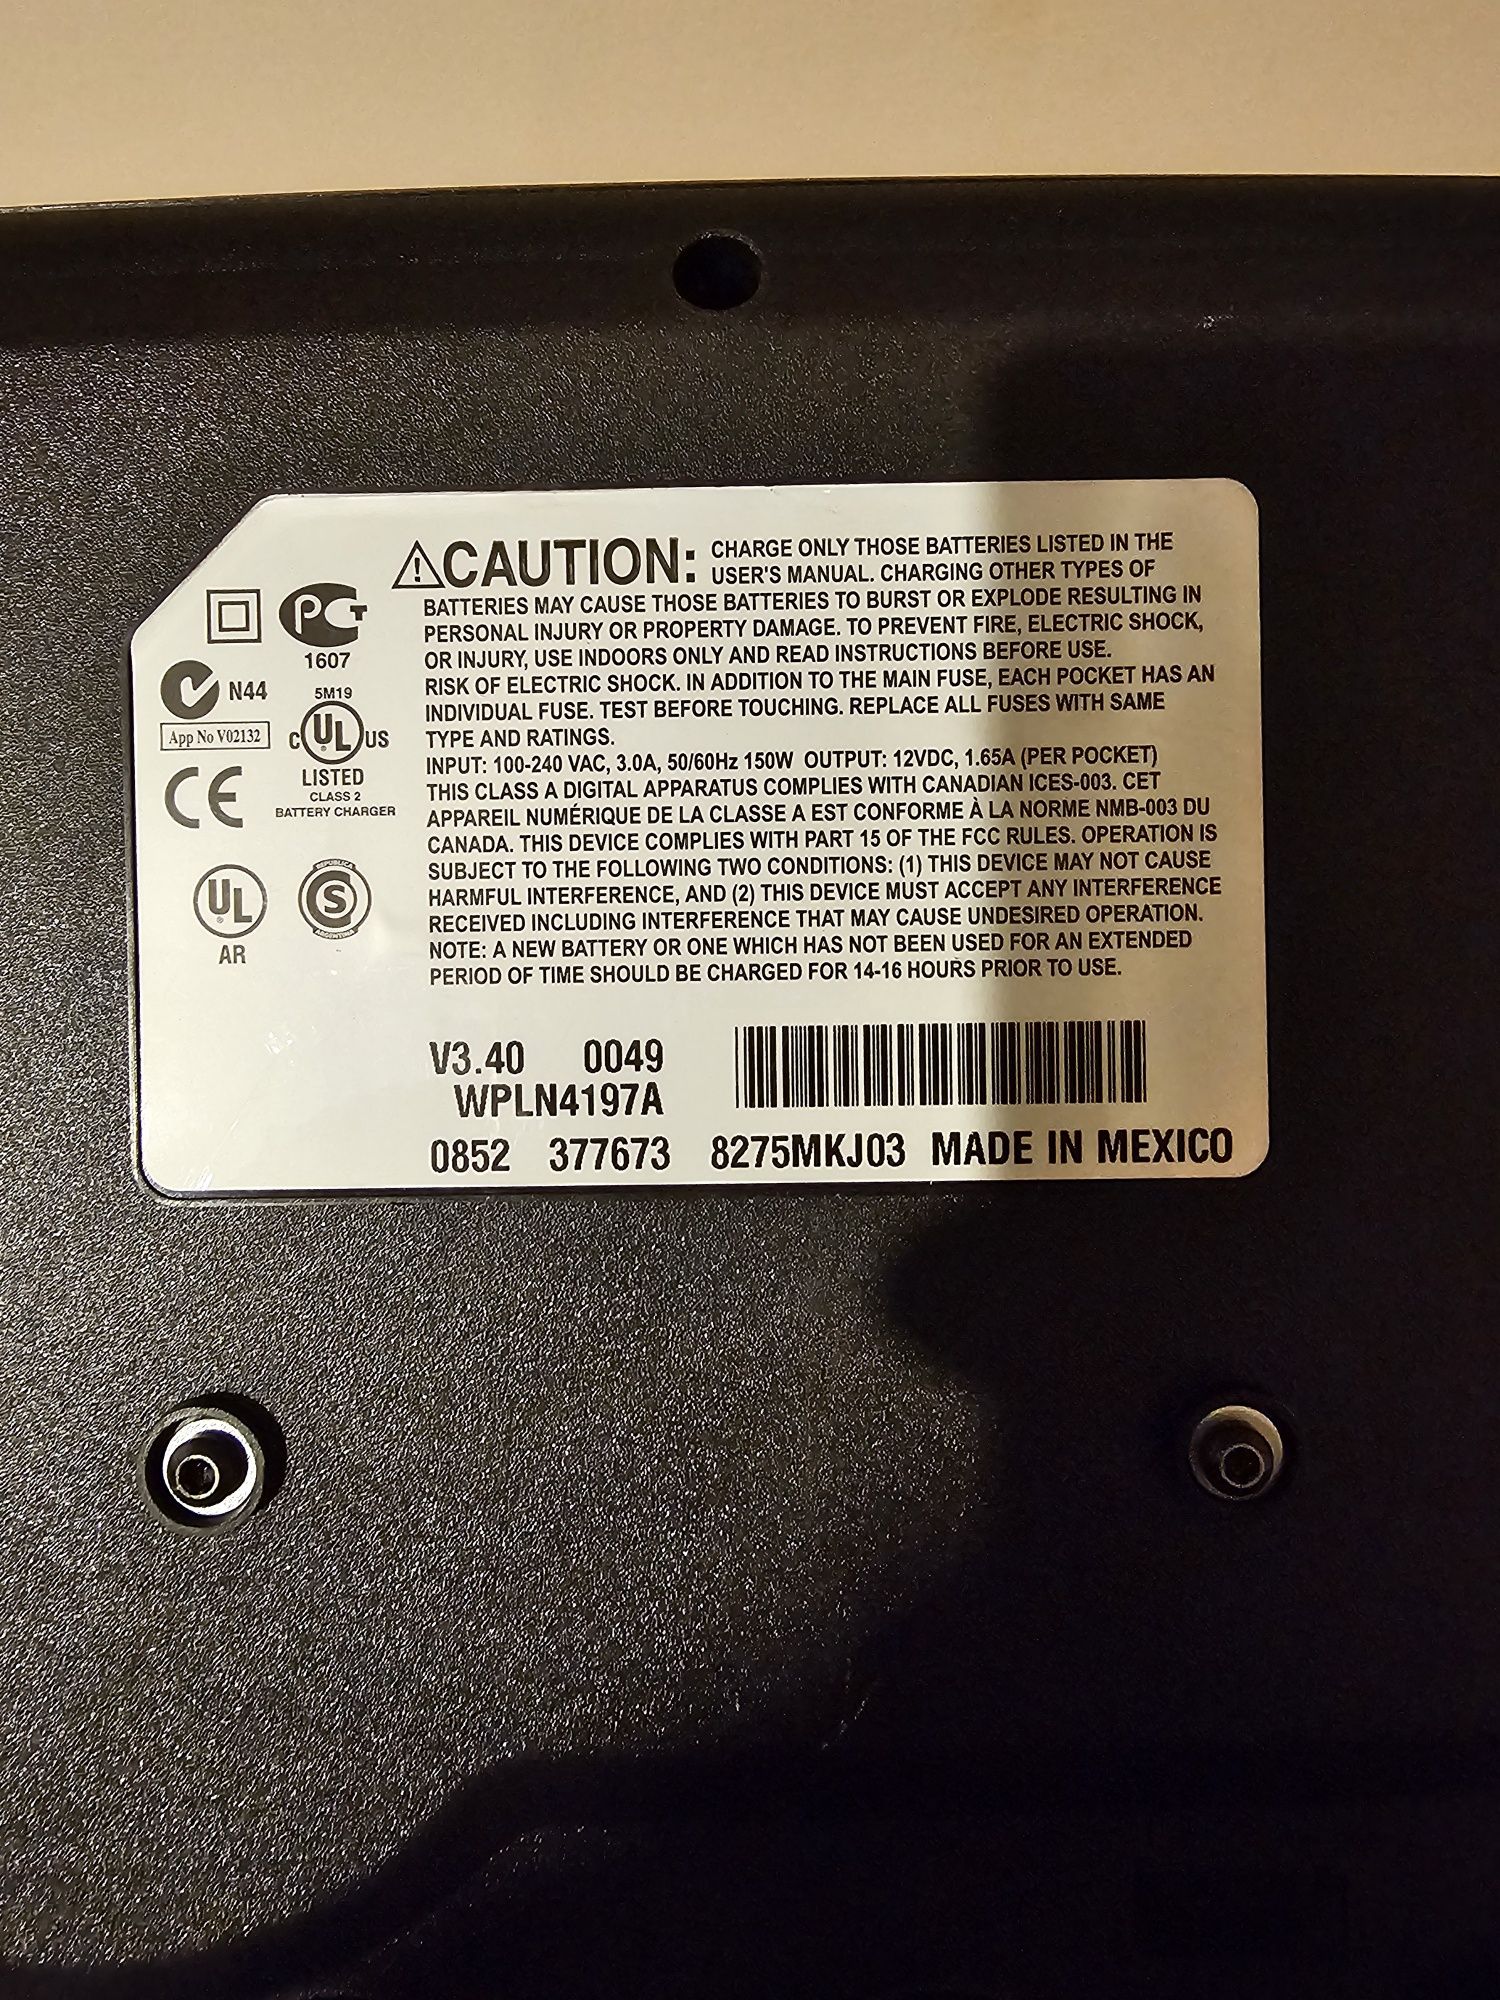 ⚠CAUTION: CHARGE ONLY THOSE BATTERIES LISTED IN THE
USER'S MANUAL. CHARGING OTHER TYPES OF
BATTERIES MAY CAUSE THOSE BATTERIES TO BURST OR EXPLODE RESULTING IN
PERSONAL INJURY OR PROPERTY DAMAGE. TO PREVENT FIRE, ELECTRIC SHOCK,
OR INJURY, USE INDOORS ONLY AND READ INSTRUCTIONS BEFORE USE.
RISK OF ELECTRIC SHOCK. IN ADDITION TO THE MAIN FUSE, EACH POCKET HAS AN
INDIVIDUAL FUSE. TEST BEFORE TOUCHING. REPLACE ALL FUSES WITH SAME
TYPE AND RATINGS.
INPUT: 100-240 VAC, 3.0A, 50/60Hz 150W OUTPUT: 12VDC, 1.65A (PER POCKET)
THIS CLASS A DIGITAL APPARATUS COMPLIES WITH CANADIAN ICES-003. CET
APPAREIL NUMÉRIQUE DE LA CLASSE A EST CONFORME À LA NORME NMB-003 DU
CANADA. THIS DEVICE COMPLIES WITH PART 15 OF THE FCC RULES. OPERATION IS
SUBJECT TO THE FOLLOWING TWO CONDITIONS: (1) THIS DEVICE MAY NOT CAUSE
HARMFUL INTERFERENCE, AND (2) THIS DEVICE MUST ACCEPT ANY INTERFERENCE
RECEIVED INCLUDING INTERFERENCE THAT MAY CAUSE UNDESIRED OPERATION.
NOTE: A NEW BATTERY OR ONE WHICH HAS NOT BEEN USED FOR AN EXTENDED
PERIOD OF TIME SHOULD BE CHARGED FOR 14-16 HOURS PRIOR TO USE.
PCT
1607
N44
App No V02132
5M19
C UL US
LISTED
CLASS 2
BATTERY CHARGER
CE
UL
AR
REPUBLICA
S
ARGENTINA
V3.40 0049
WPLN4197A
0852 377673 8275MKJ03 MADE IN MEXICO